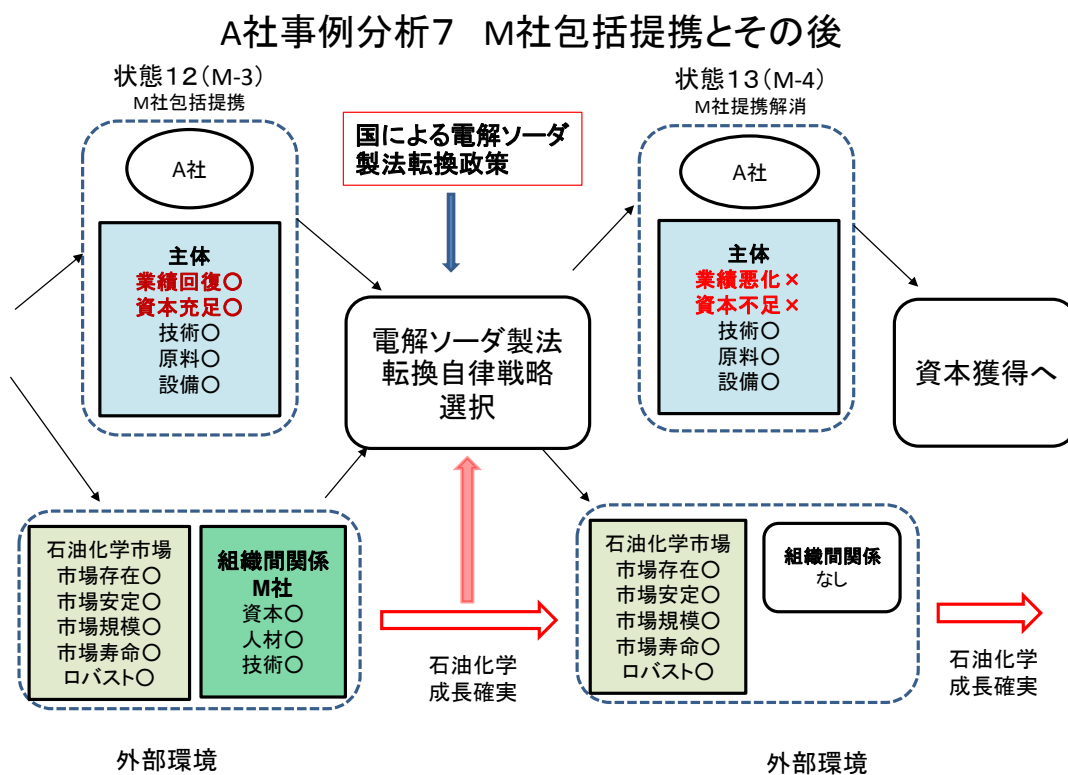 A社事例分析７　M社包括提携とその後
状態１２（M-3）
M社包括提携
A社
主体
業績回復〇
資本充足〇
技術〇
原料〇
設備〇
石油化学市場
市場存在〇
市場安定〇
市場規模〇
市場寿命〇
ロバスト〇
組織間関係
M社
資本〇
人材〇
技術〇
外部環境
国による電解ソーダ
製法転換政策
電解ソーダ製法
転換自律戦略
選択
石油化学
成長確実
状態１３（M-4）
M社提携解消
A社
主体
業績悪化×
資本不足×
技術〇
原料〇
設備〇
石油化学市場
市場存在〇
市場安定〇
市場規模〇
市場寿命〇
ロバスト〇
組織間関係
なし
外部環境
資本獲得へ
石油化学
成長確実